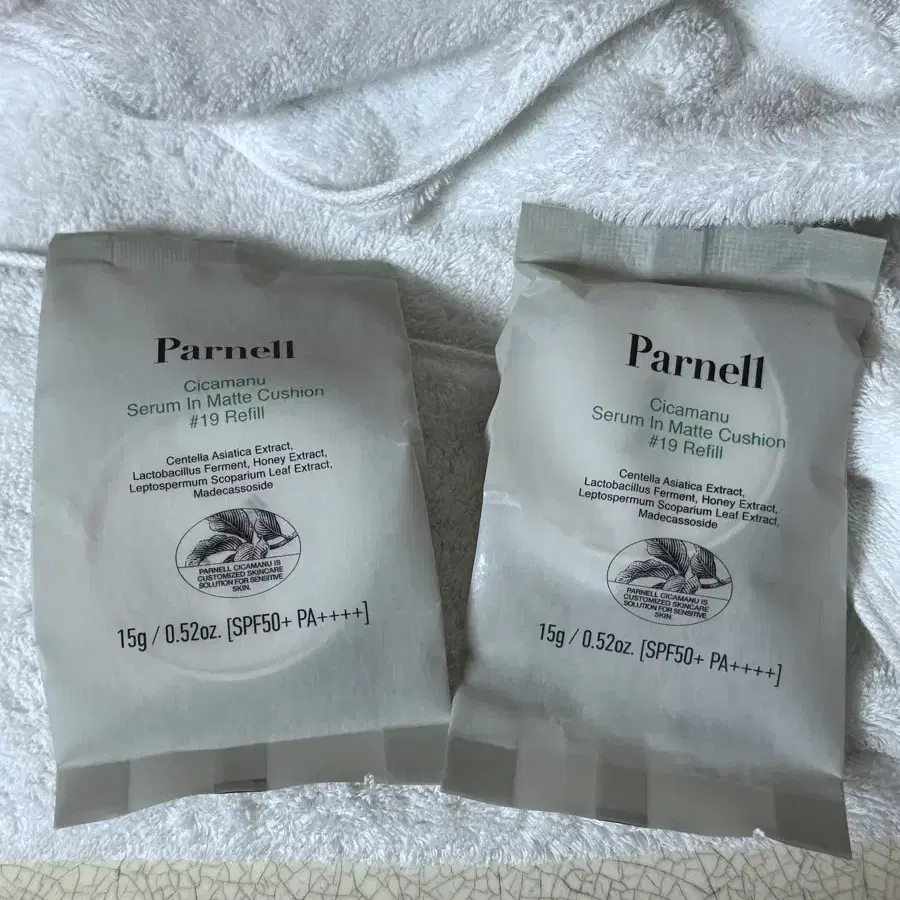 Parnell
Cicamanu
Serum In Matte Cushion
#19 Refill
Centella Asiatica Extract,
Lactobacillus Ferment, Honey Extract,
Leptospermum Scoparium Leaf Extract,
Madecassoside
PARNELL CICAMANU IS
CUSTOMIZED SKINCARE
SOLUTION FOR SENSITIVE
SKIN.
15g / 0.52oz. [SPF50+ PA++++]
Parnell
Cicamanu
Serum In Matte Cushion
#19 Refill
Centella Asiatica Extract,
Lactobacillus Ferment, Honey Extract,
Leptospermum Scoparium Leaf Extract,
Madecassoside
PARNELL CICAMANU IS
CUSTOMIZED SKINCARE
SOLUTION FOR SENSITIVE
SKIN.
15g / 0.52oz. [SPF50+ PA++++]